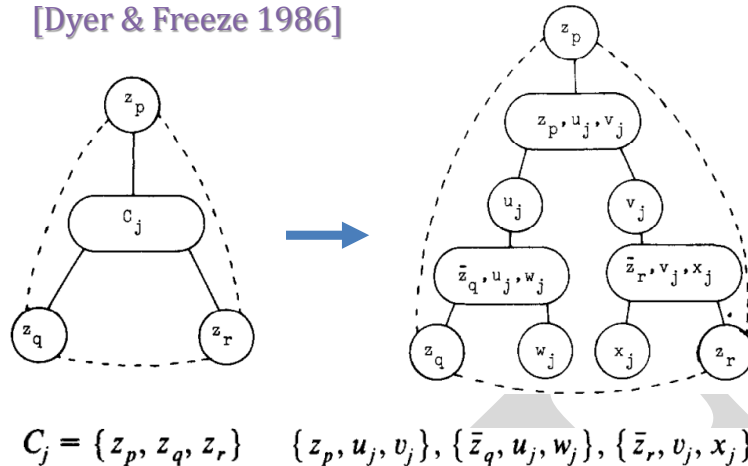 [Dyer & Freeze 1986]
z_p
C_j
z_q
z_r
z_p
z_p, u_j, v_j
u_j
v_j
z̄_q, u_j, w_j
z̄_r, v_j, x_j
z_q
w_j
x_j
z_r
C_j = {z_p, z_q, z_r}
{z_p, u_j, v_j}, {z̄_q, u_j, w_j}, {z̄_r, v_j, x_j}